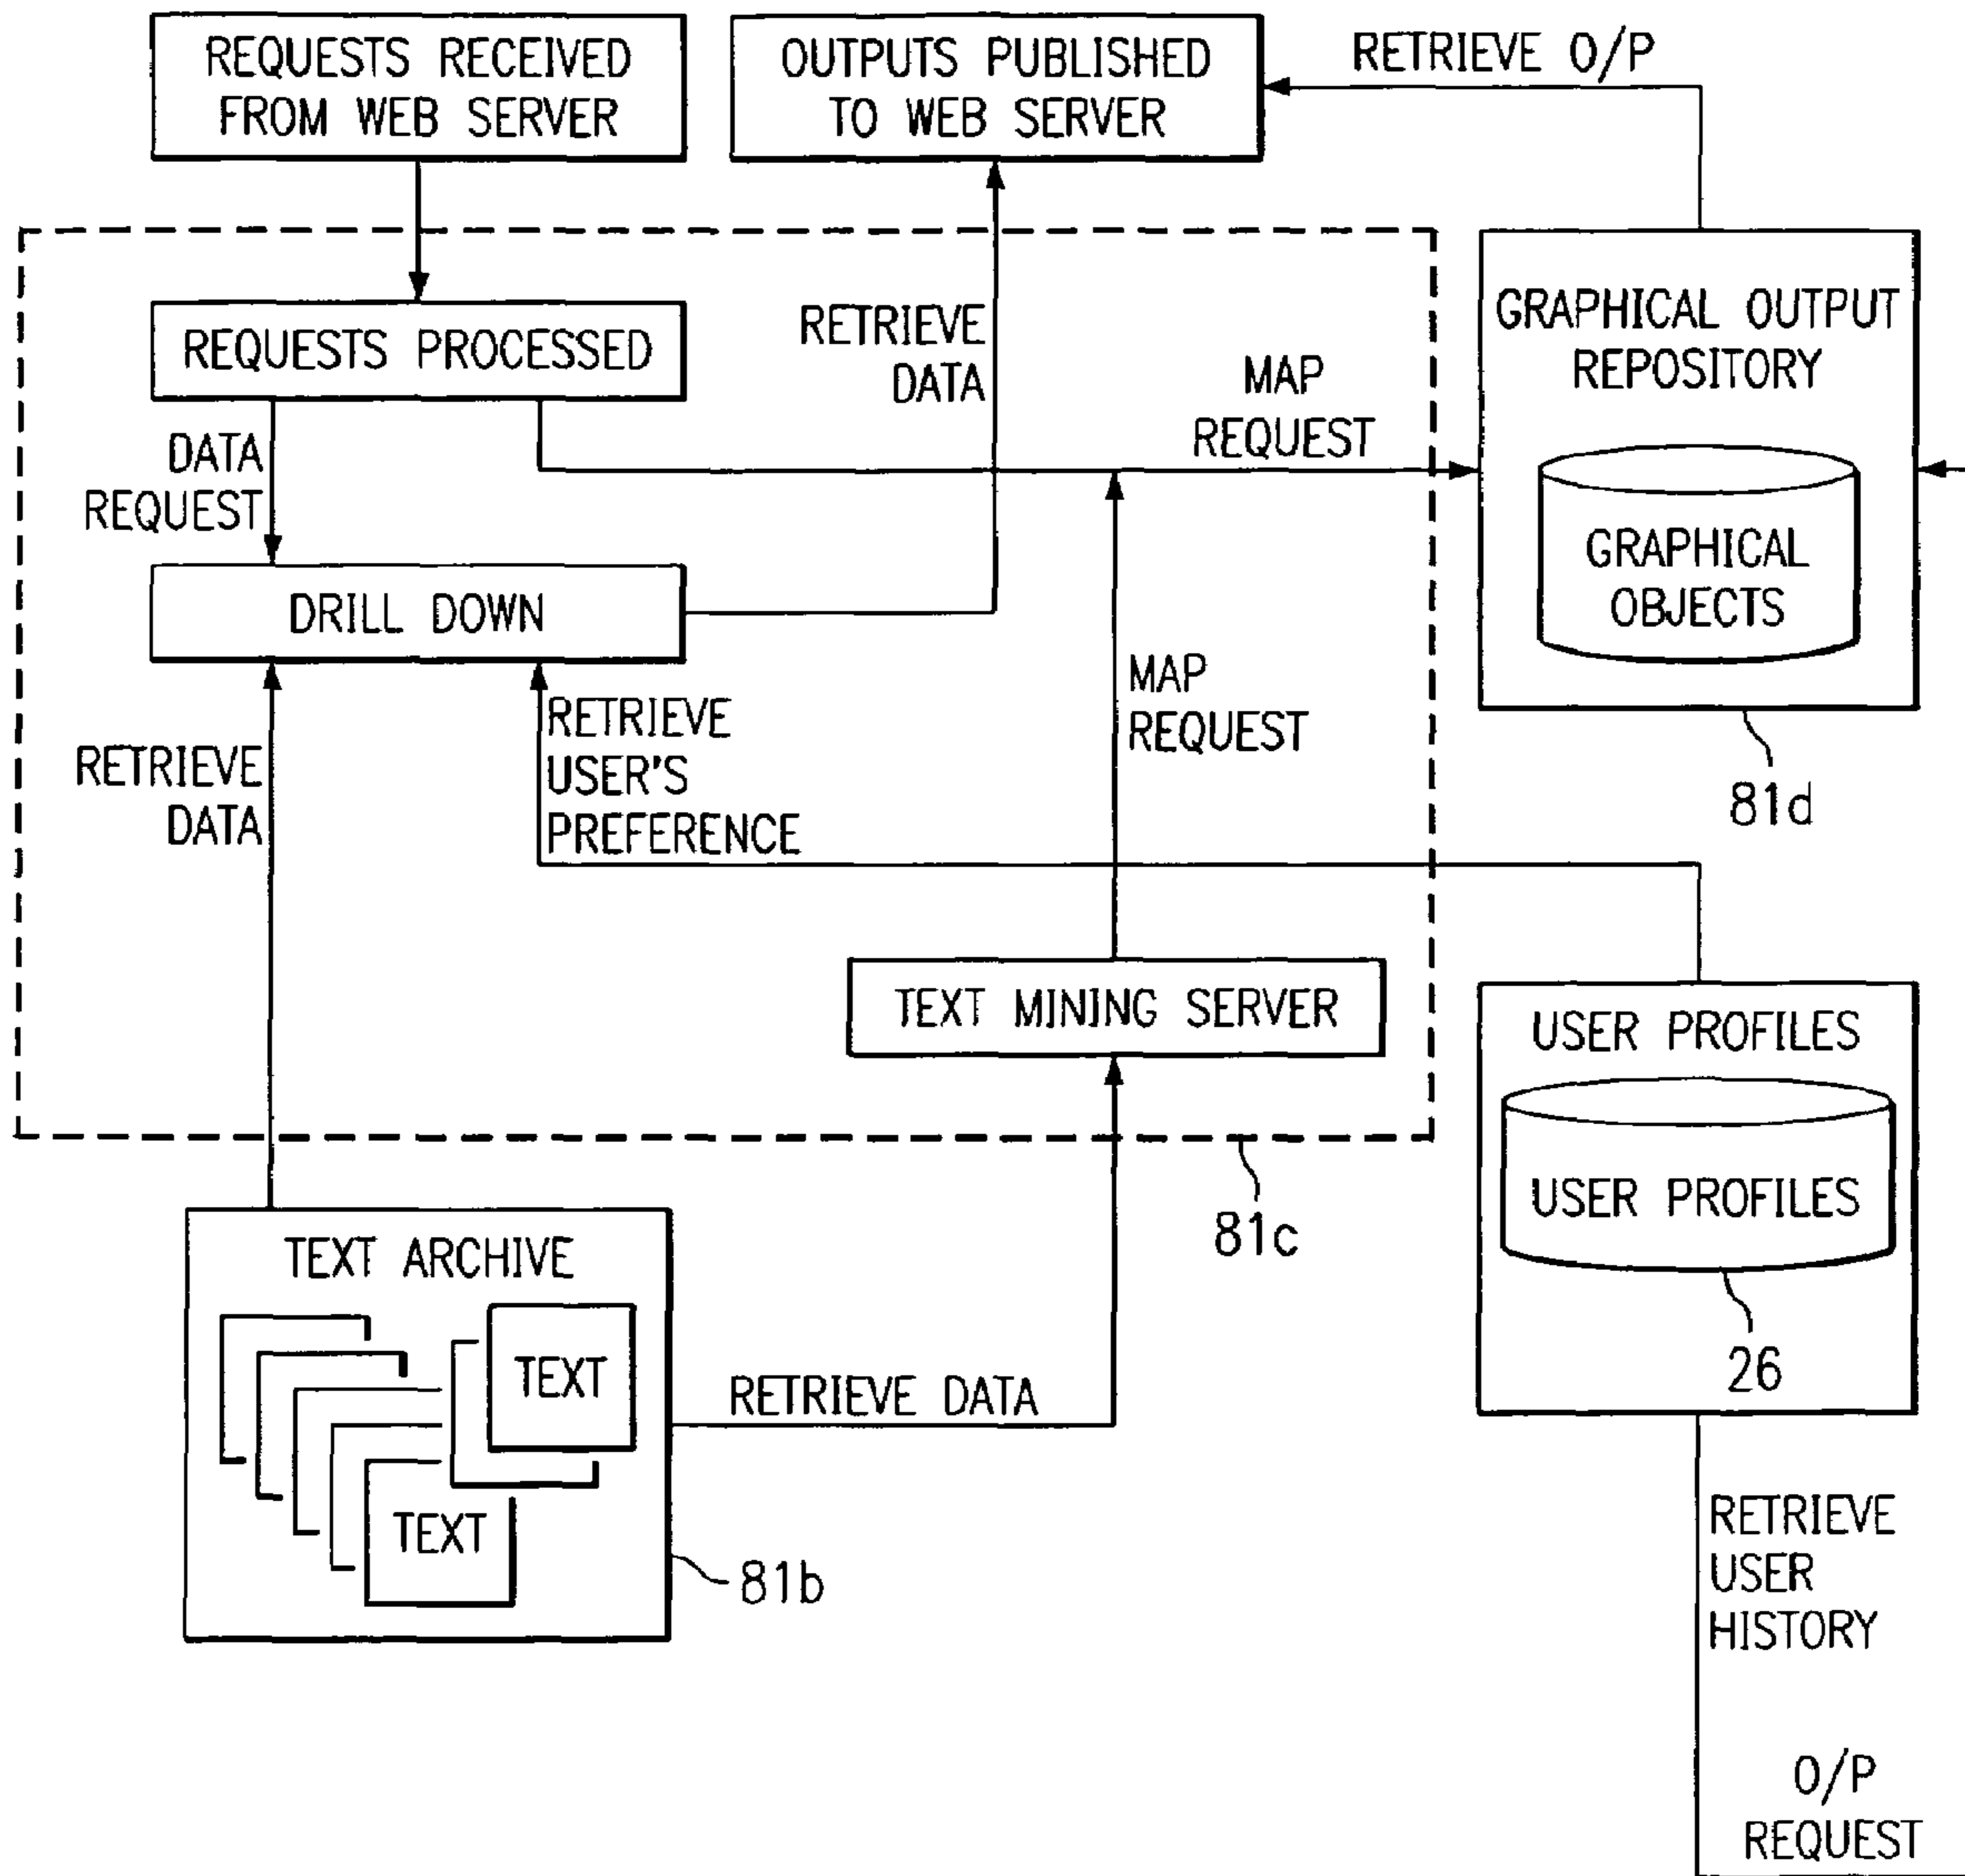 REQUESTS RECEIVED
FROM WEB SERVER
OUTPUTS PUBLISHED
TO WEB SERVER
RETRIEVE O/P
REQUESTS PROCESSED
RETRIEVE
DATA
MAP
REQUEST
GRAPHICAL OUTPUT
REPOSITORY
GRAPHICAL
OBJECTS
81d
DATA
REQUEST
DRILL DOWN
RETRIEVE
DATA
RETRIEVE
USER'S
PREFERENCE
MAP
REQUEST
TEXT MINING SERVER
81c
USER PROFILES
USER PROFILES
26
TEXT ARCHIVE
TEXT
TEXT
81b
RETRIEVE DATA
RETRIEVE
USER
HISTORY
O/P
REQUEST